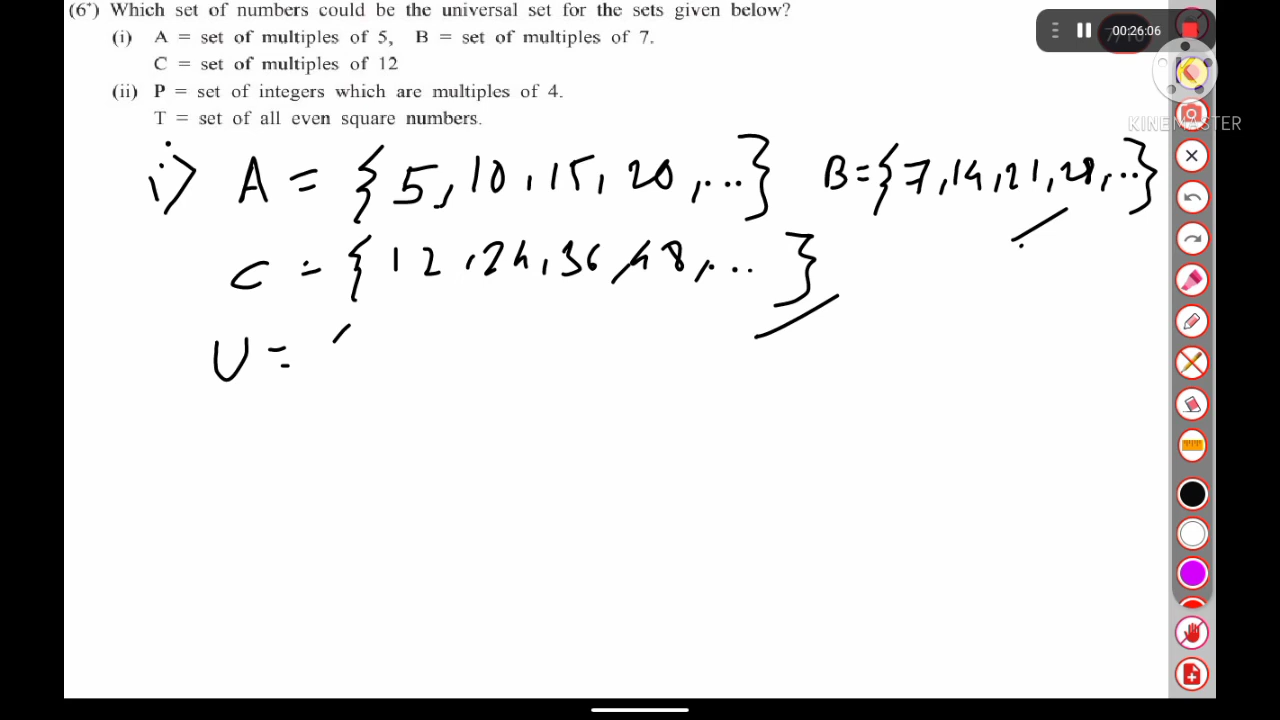 (6*) Which set of numbers could be the universal set for the sets given below?
(i) A = set of multiples of 5, B = set of multiples of 7.
C = set of multiples of 12
(ii) P = set of integers which are multiples of 4.
T = set of all even square numbers.
00:26:06
KINEMASTER
i) A = {5, 10, 15, 20, ...} B = {7, 14, 21, 28, ...}
C = {12, 24, 36, 48, ...}
U =